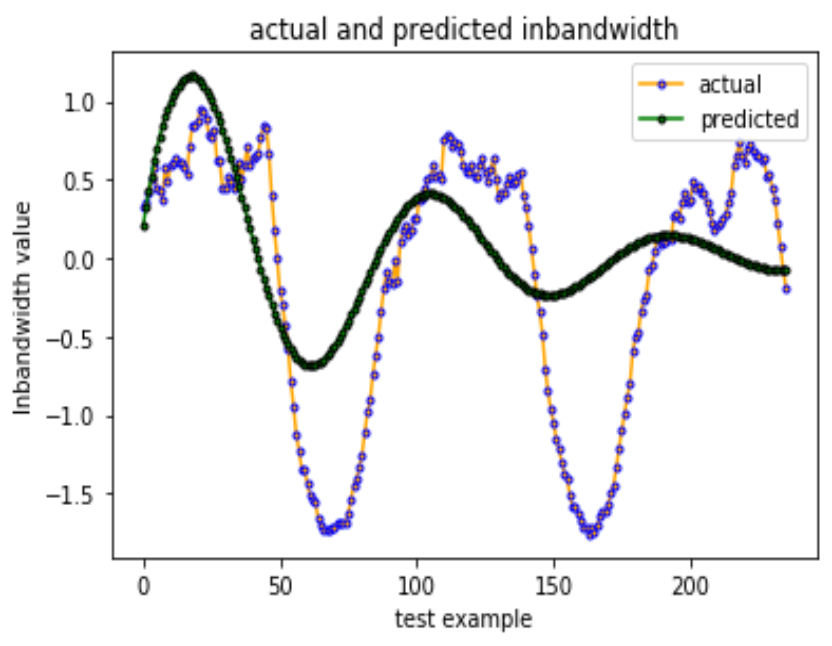 actual and predicted inbandwidth
actual
predicted
Inbandwidth value
1.0
0.5
0.0
−0.5
−1.0
−1.5
0
50
100
150
200
test example